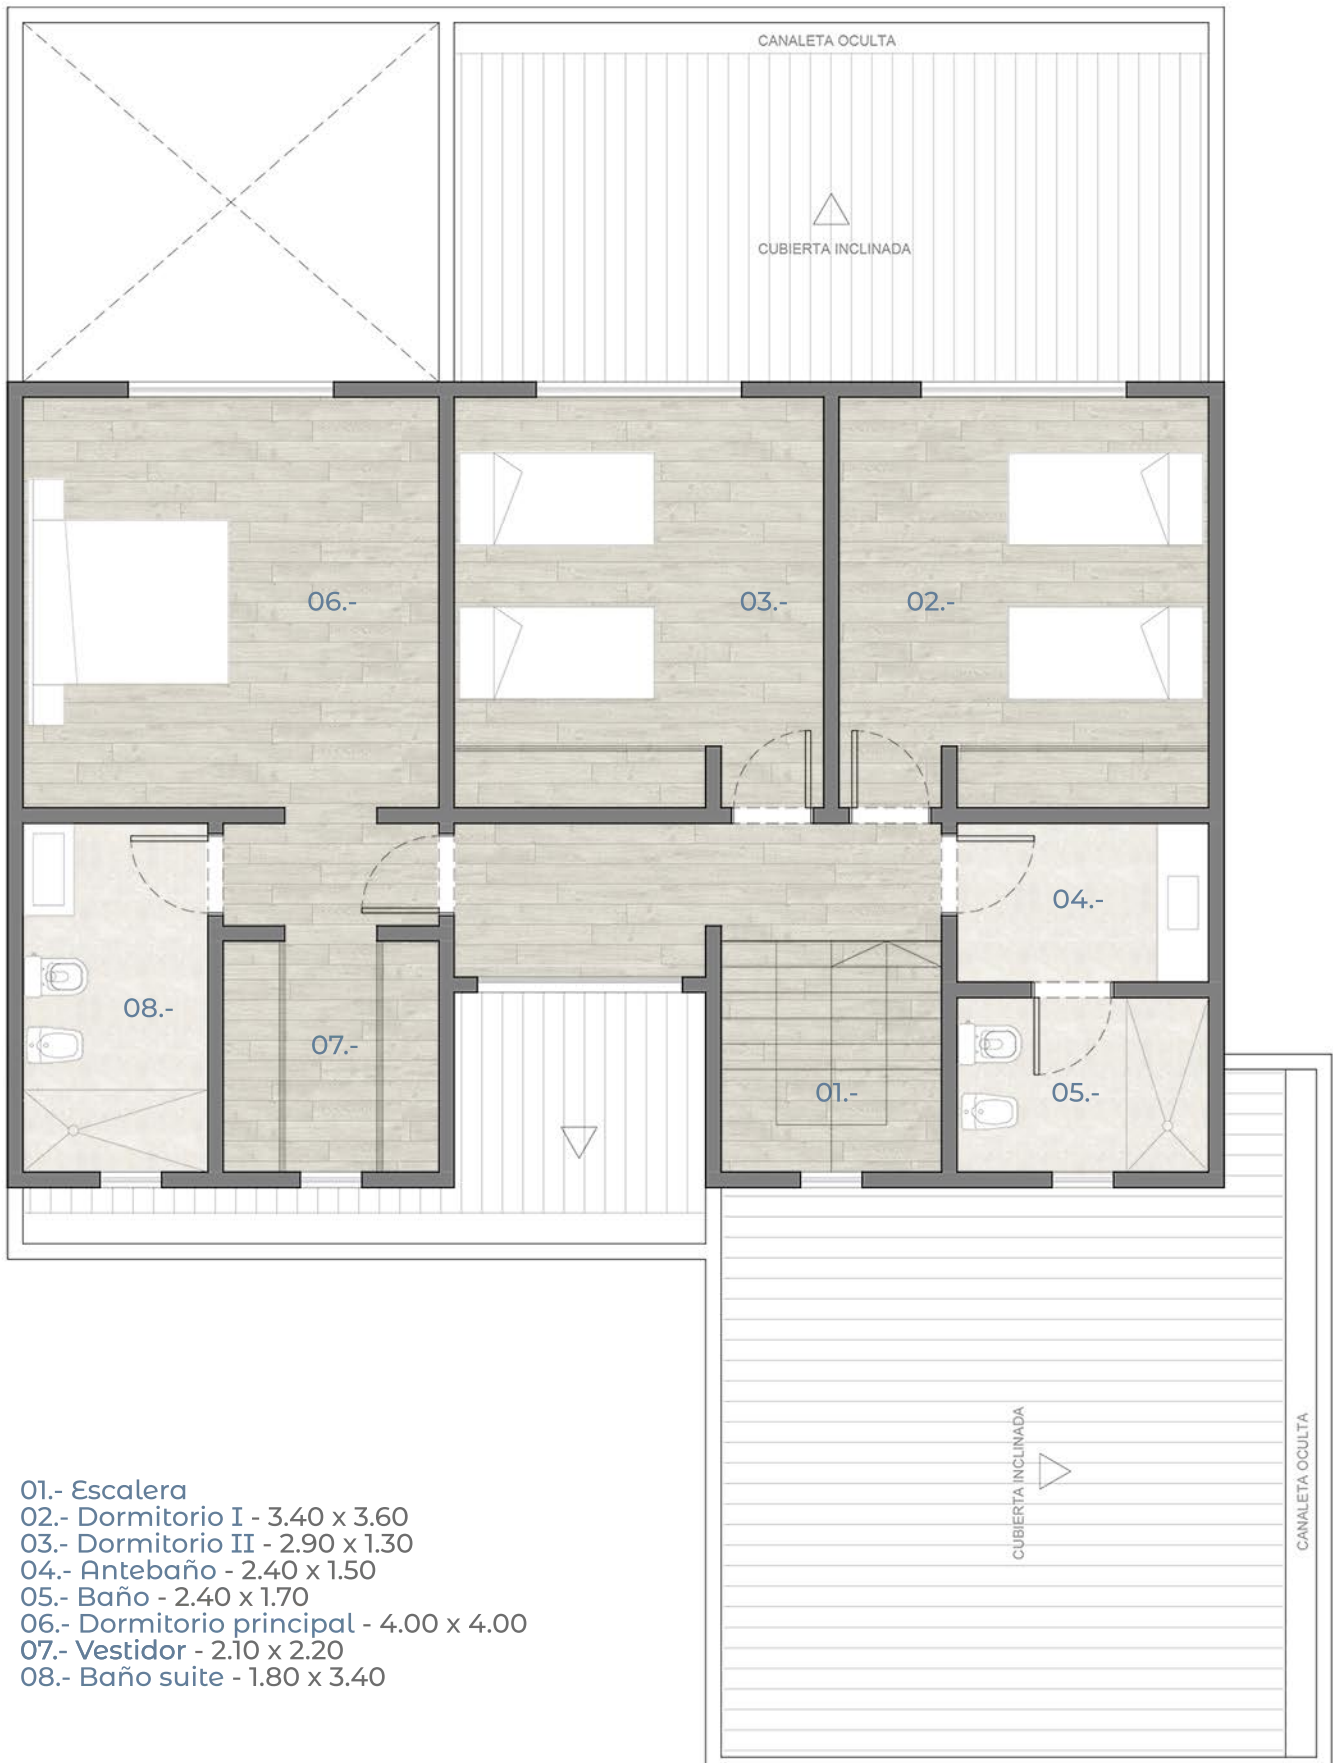 CANALETA OCULTA
CUBIERTA INCLINADA
06.-
03.-
02.-
04.-
08.-
07.-
01.-
05.-
CUBIERTA INCLINADA
CANALETA OCULTA
01.- Escalera
02.- Dormitorio I - 3.40 x 3.60
03.- Dormitorio II - 2.90 x 1.30
04.- Antebaño - 2.40 x 1.50
05.- Baño - 2.40 x 1.70
06.- Dormitorio principal - 4.00 x 4.00
07.- Vestidor - 2.10 x 2.20
08.- Baño suite - 1.80 x 3.40